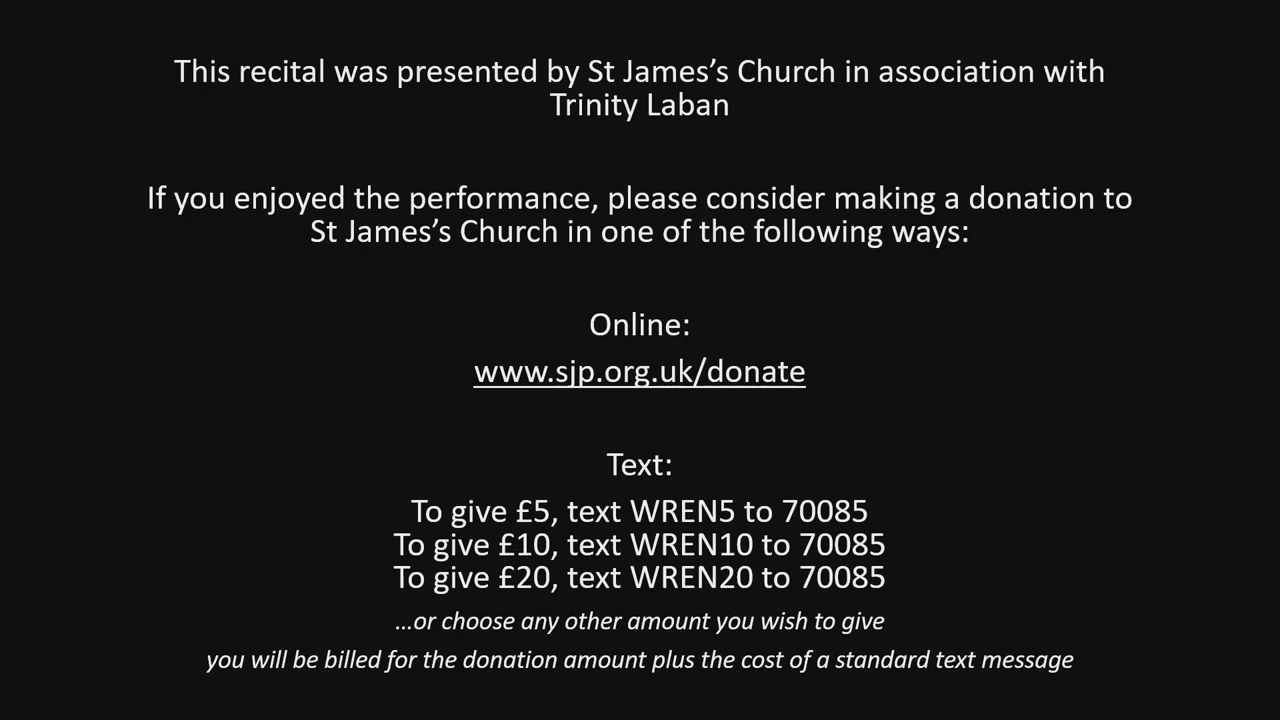 This recital was presented by St James’s Church in association with
Trinity Laban
If you enjoyed the performance, please consider making a donation to
St James’s Church in one of the following ways:
Online:
www.sjp.org.uk/donate
Text:
To give £5, text WREN5 to 70085
To give £10, text WREN10 to 70085
To give £20, text WREN20 to 70085
...or choose any other amount you wish to give
you will be billed for the donation amount plus the cost of a standard text message